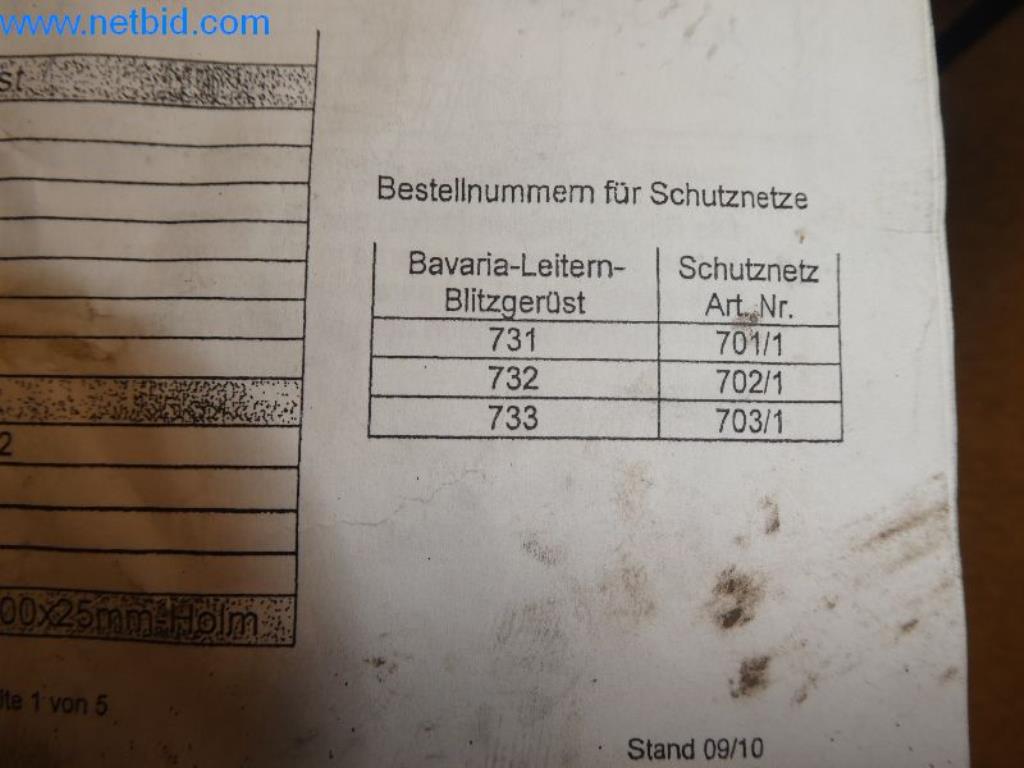 www.netbid.com
st
Bestellnummern für Schutznetze
Bavaria-Leitern-
Blitzgerüst
Schutznetz
Art. Nr.
731 701/1
732 702/1
733 703/1
2
00x25mm-Holm
ite 1 von 5
Stand 09/10